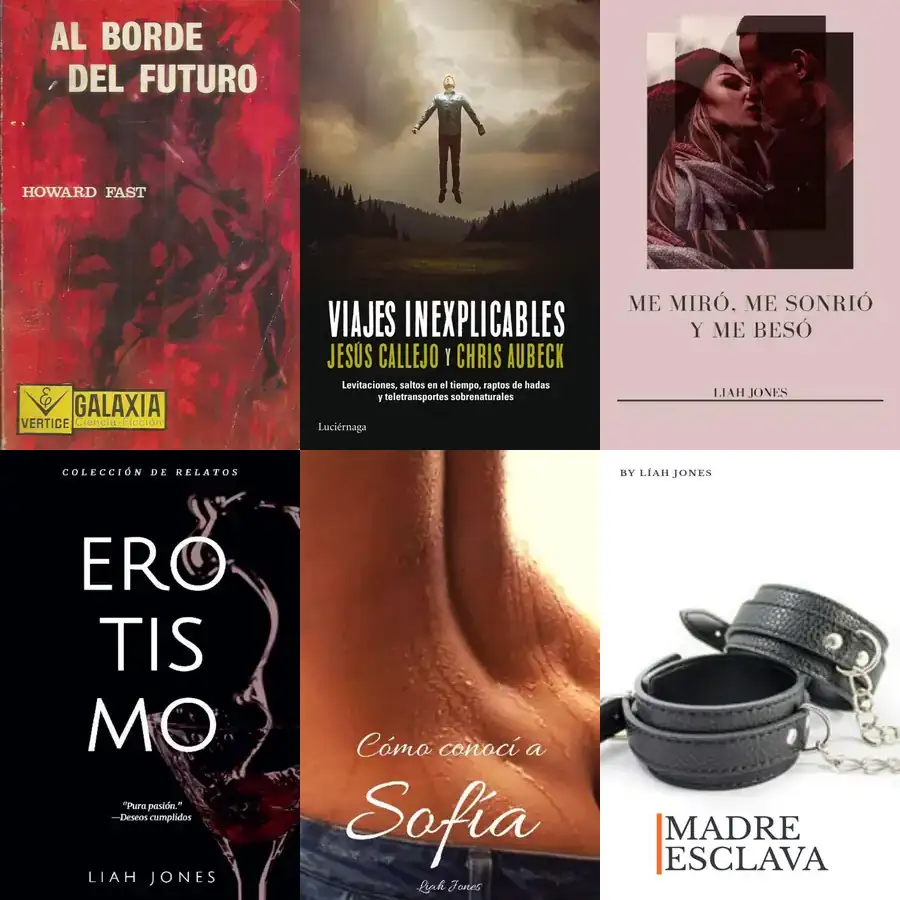 AL BORDE
DEL FUTURO
HOWARD FAST
VERTICE
GALAXIA
Ciencia-Ficción
VIAJES INEXPLICABLES
JESÚS CALLEJO Y CHRIS AUBECK
Levitaciones, saltos en el tiempo, raptos de hadas
y teletransportes sobrenaturales
Luciérnaga
ME MIRÓ, ME SONRIÓ
Y ME BESÓ
LIAH JONES
COLECCIÓN DE RELATOS
ERO
TIS
MO
"Pura pasión."
—Deseos cumplidos
LIAH JONES
Cómo conocí a
Sofía
Liah Jones
BY LÍAH JONES
MADRE
ESCLAVA